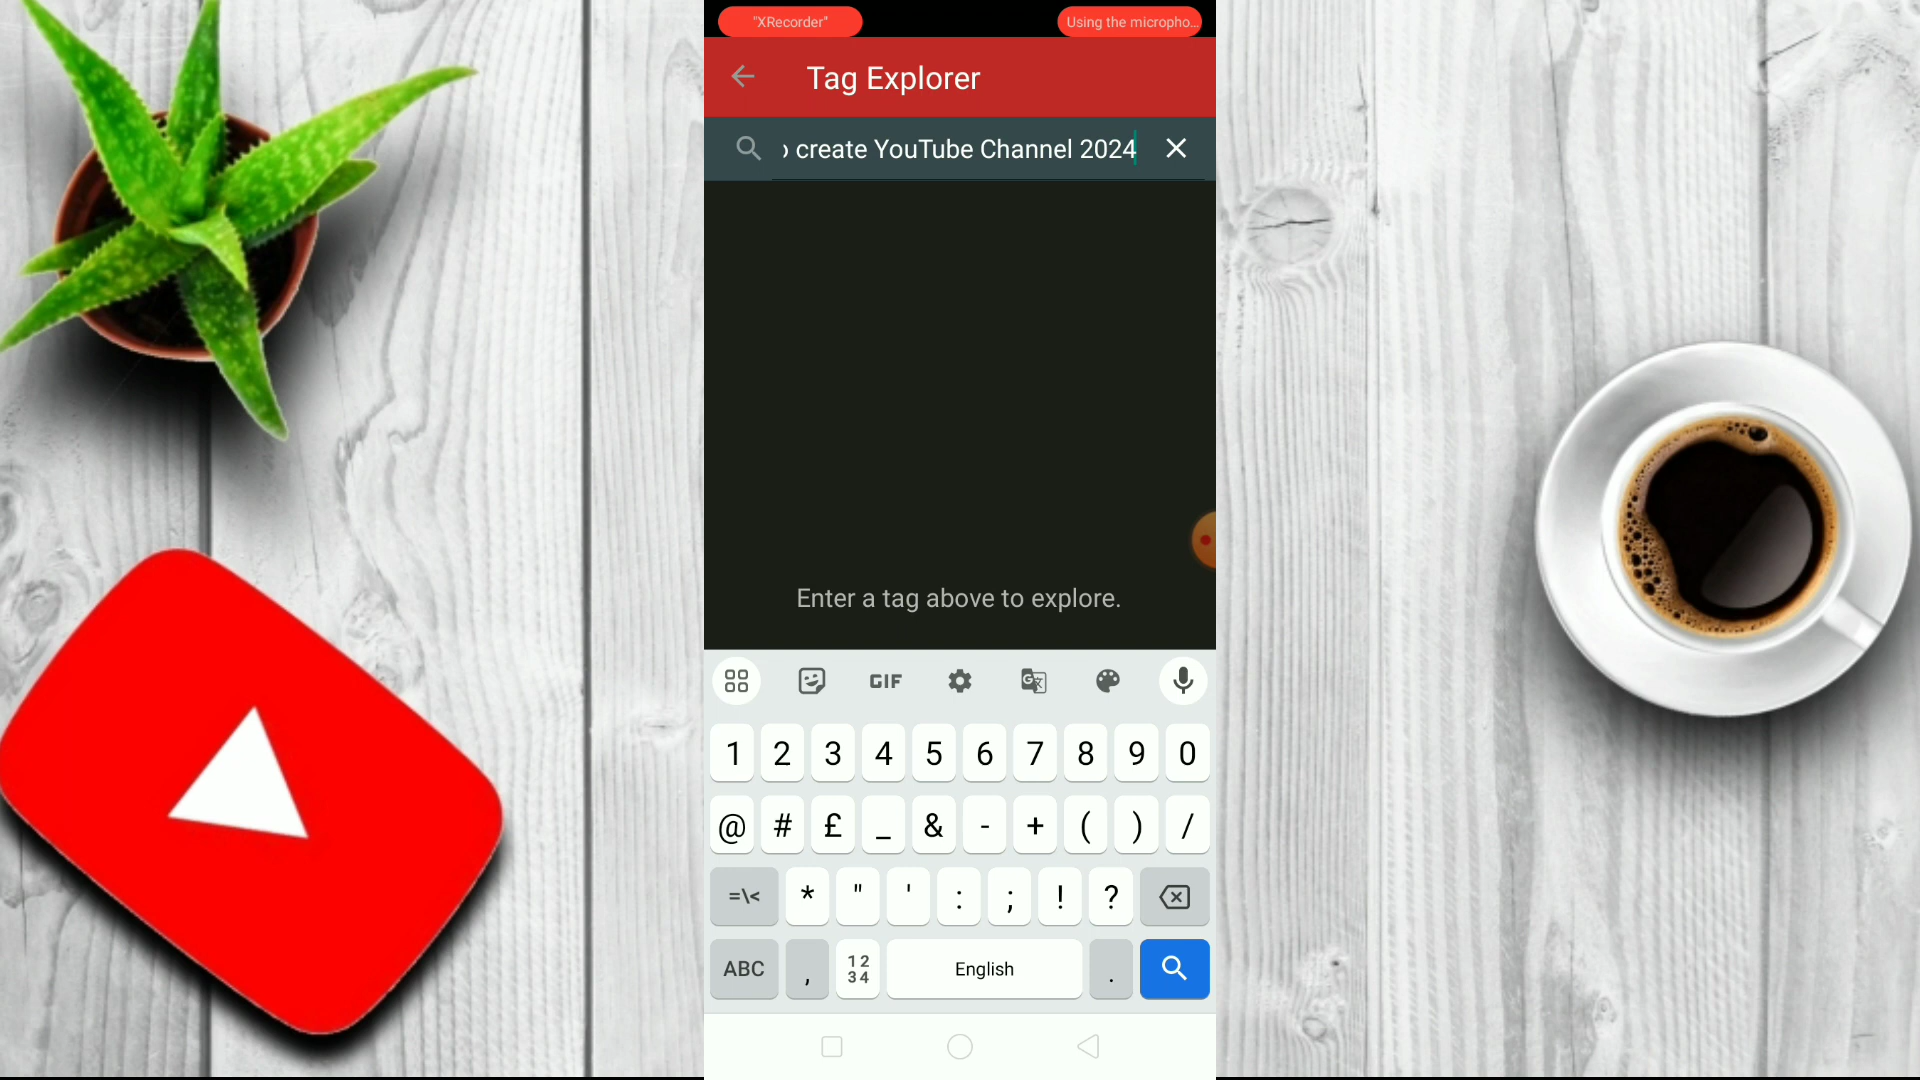 "XRecorder"
Using the micropho...
Tag Explorer
create YouTube Channel 2024
Enter a tag above to explore.
GIF
1 2 3 4 5 6 7 8 9 0
@ # £ _ & - + ( ) /
=\< * " ' : ; ! ?
ABC , 12 34 English .